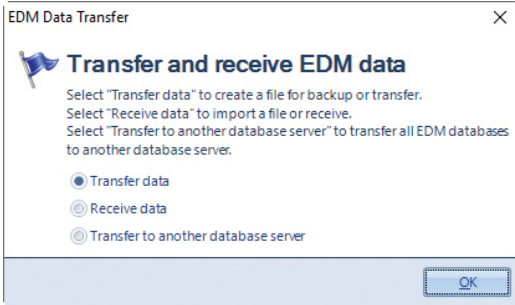 EDM Data Transfer
Transfer and receive EDM data
Select "Transfer data" to create a file for backup or transfer.
Select "Receive data" to import a file or receive.
Select "Transfer to another database server" to transfer all EDM databases
to another database server.
Transfer data
Receive data
Transfer to another database server
OK